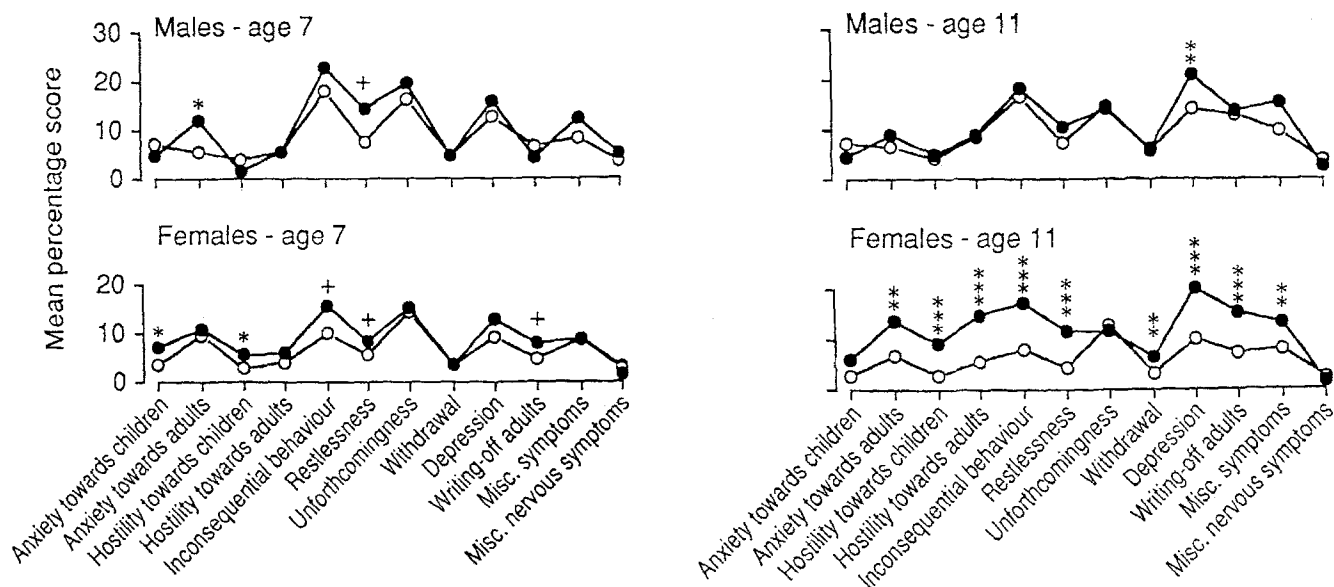 Males - age 7
Males - age 11
30
20
10
0
*
+
**
Mean percentage score
Females - age 7
Females - age 11
20
10
0
*
*
+
+
+
**
***
***
***
***
**
***
***
**
Anxiety towards children
Anxiety towards adults
Hostility towards children
Hostility towards adults
Inconsequential behaviour
Restlessness
Unforthcomingness
Withdrawal
Depression
Writing-off adults
Misc. symptoms
Misc. nervous symptoms
Anxiety towards children
Anxiety towards adults
Hostility towards children
Hostility towards adults
Inconsequential behaviour
Restlessness
Unforthcomingness
Withdrawal
Depression
Writing-off adults
Misc. symptoms
Misc. nervous symptoms